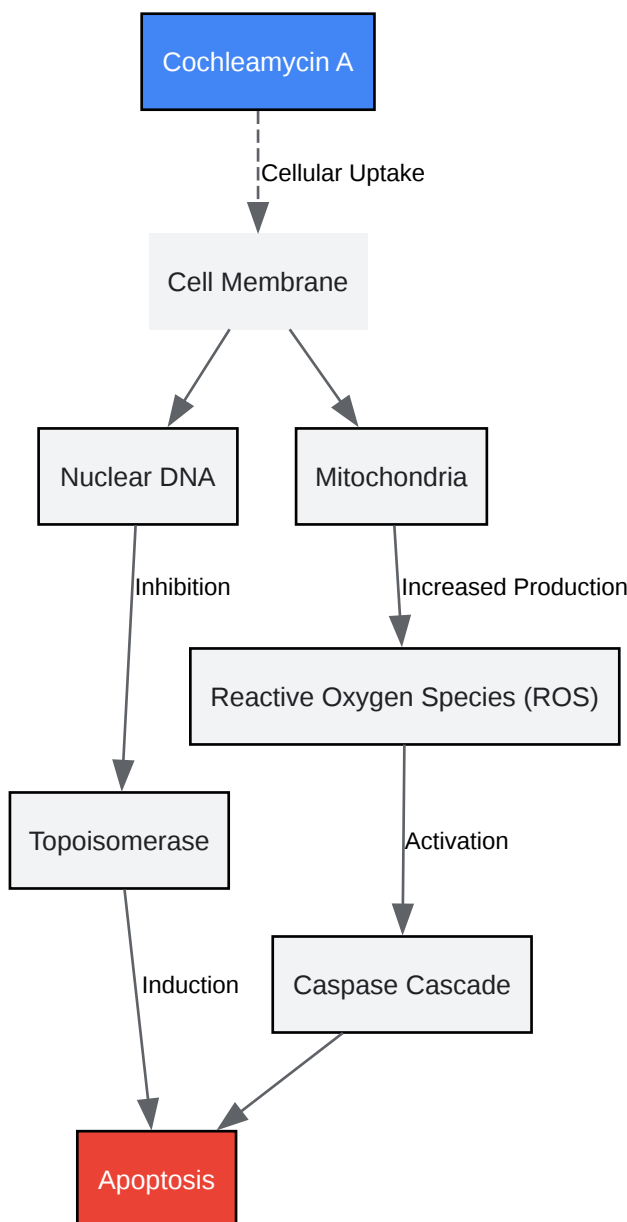 Cochleamycin A
Cellular Uptake
Cell Membrane
Nuclear DNA
Mitochondria
Inhibition
Increased Production
Reactive Oxygen Species (ROS)
Topoisomerase
Activation
Induction
Caspase Cascade
Apoptosis